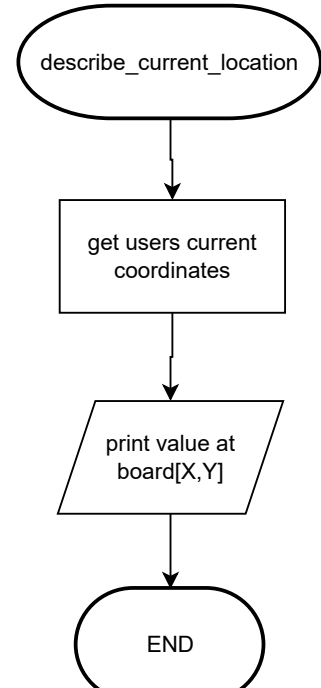 describe_current_location
get users current
coordinates
print value at
board[X,Y]
END